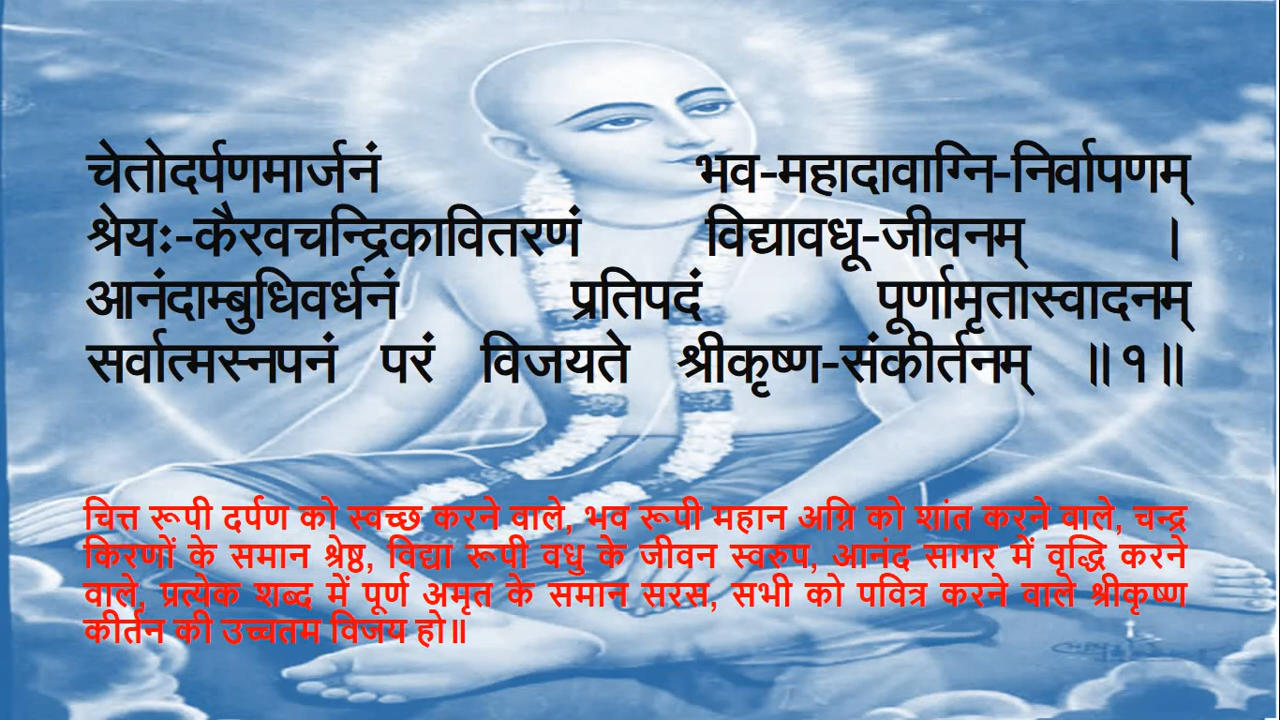 चेतोदर्पणमार्जनं भव-महादावाग्नि-निर्वापणम्
श्रेयः-कैरवचन्द्रिकावितरणं विद्यावधू-जीवनम् ।
आनंदाम्बुधिवर्धनं प्रतिपदं पूर्णामृतास्वादनम्
सर्वात्मस्नपनं परं विजयते श्रीकृष्ण-संकीर्तनम् ॥१॥
चित्त रूपी दर्पण को स्वच्छ करने वाले, भव रूपी महान अग्नि को शांत करने वाले, चन्द्र
किरणों के समान श्रेष्ठ, विद्या रूपी वधु के जीवन स्वरुप, आनंद सागर में वृद्धि करने
वाले, प्रत्येक शब्द में पूर्ण अमृत के समान सरस, सभी को पवित्र करने वाले श्रीकृष्ण
कीर्तन की उच्चतम विजय हो॥